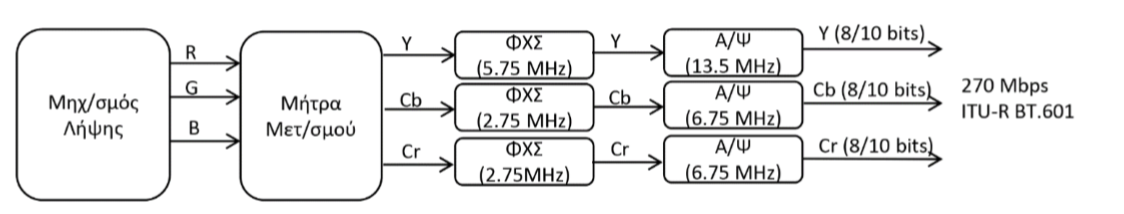 Μηχ/σμός
Λήψης
R
G
B
Μήτρα
Μετ/σμού
Y
Cb
Cr
ΦΧΣ
(5.75 MHz)
ΦΧΣ
(2.75 MHz)
ΦΧΣ
(2.75MHz)
Y
Cb
Cr
Α/Ψ
(13.5 MHz)
Α/Ψ
(6.75 MHz)
Α/Ψ
(6.75 MHz)
Y (8/10 bits)
Cb (8/10 bits)
Cr (8/10 bits)
270 Mbps
ITU-R BT.601